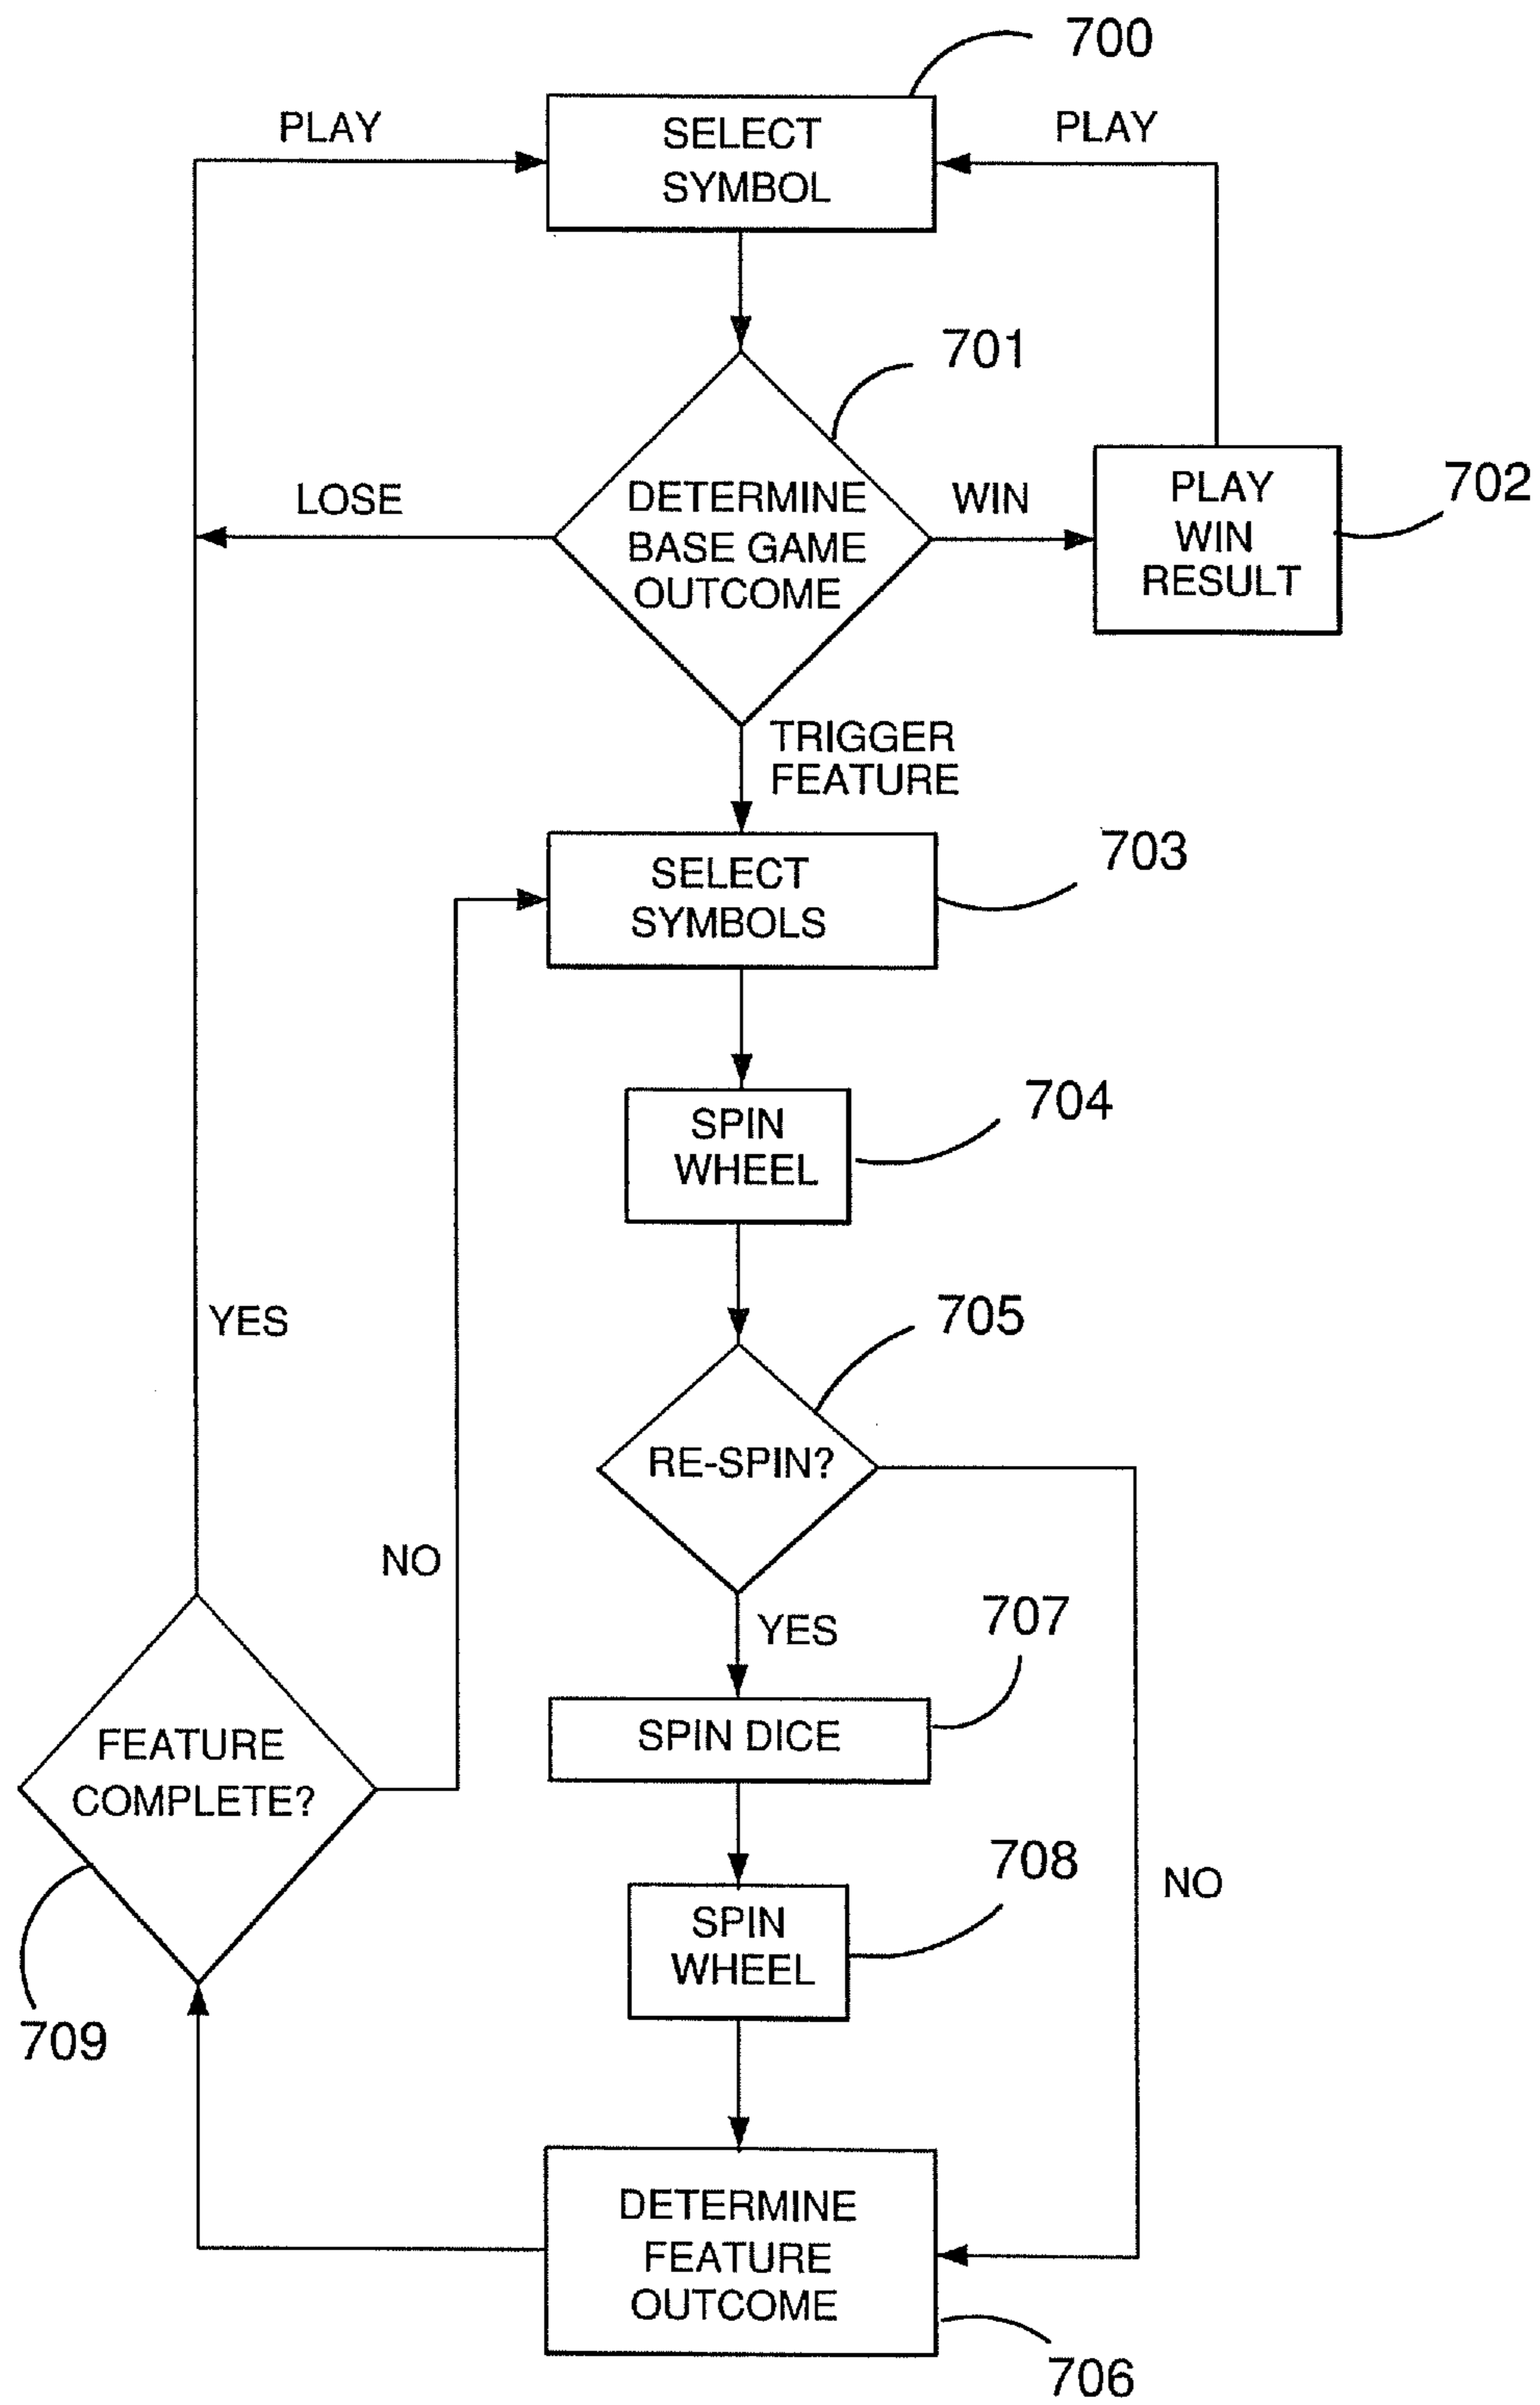 700
PLAY
SELECT
SYMBOL
PLAY
701
LOSE
DETERMINE
BASE GAME
OUTCOME
WIN
PLAY
WIN
RESULT
702
TRIGGER
FEATURE
SELECT
SYMBOLS
703
SPIN
WHEEL
704
YES
705
RE-SPIN?
NO
YES
707
FEATURE
COMPLETE?
SPIN DICE
708
SPIN
WHEEL
NO
709
DETERMINE
FEATURE
OUTCOME
706